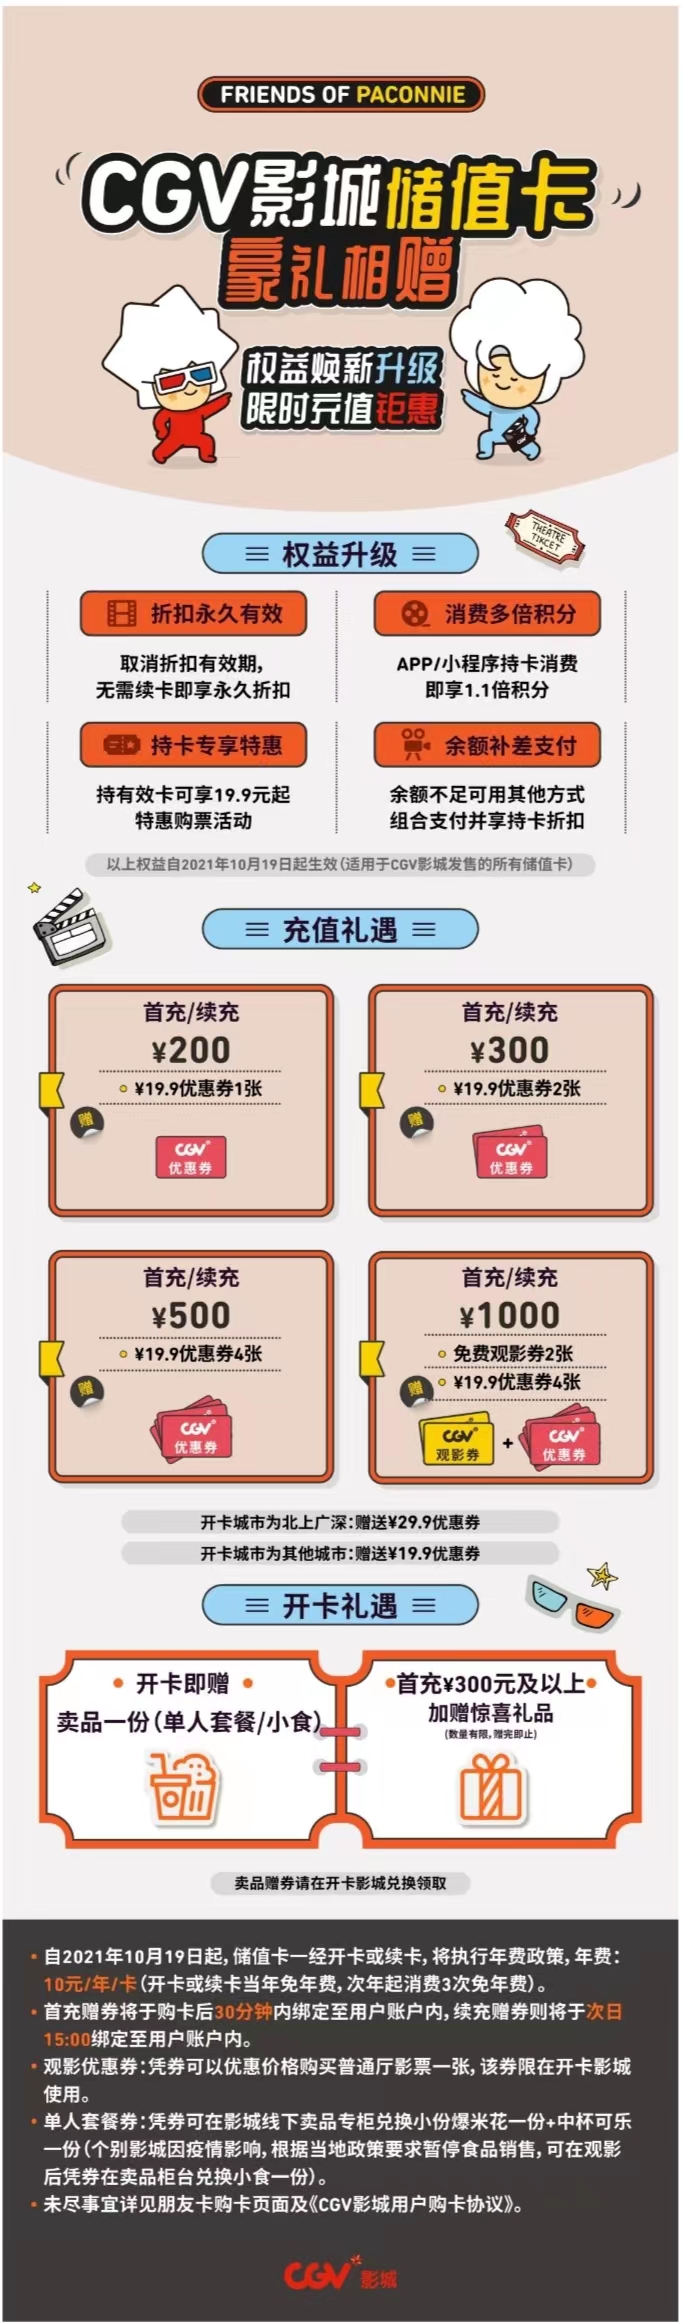 FRIENDS OF PACONNIE
CGV影城储值卡
豪礼相赠
权益焕新升级
限时充值钜惠
THEATRE
TIKCET
权益升级
折扣永久有效
取消折扣有效期,
无需续卡即享永久折扣
消费多倍积分
APP/小程序持卡消费
即享1.1倍积分
持卡专享特惠
持有效卡可享19.9元起
特惠购票活动
余额补差支付
余额不足可用其他方式
组合支付并享持卡折扣
以上权益自2021年10月19日起生效(适用于CGV影城发售的所有储值卡)
充值礼遇
首充/续充
¥200
¥19.9优惠券1张
赠
CGV
优惠券
首充/续充
¥300
¥19.9优惠券2张
赠
CGV
优惠券
首充/续充
¥500
¥19.9优惠券4张
赠
CGV
优惠券
首充/续充
¥1000
免费观影券2张
¥19.9优惠券4张
赠
CGV
观影券
+
CGV
优惠券
开卡城市为北上广深:赠送¥29.9优惠券
开卡城市为其他城市:赠送¥19.9优惠券
开卡礼遇
开卡即赠
卖品一份(单人套餐/小食)
首充¥300元及以上
加赠惊喜礼品
(数量有限,赠完即止)
卖品赠券请在开卡影城兑换领取
• 自2021年10月19日起,储值卡一经开卡或续卡,将执行年费政策,年费:
10元/年/卡(开卡或续卡当年免年费,次年起消费3次免年费)。
• 首充赠券将于购卡后30分钟内绑定至用户账户内,续充赠券则将于次日
15:00绑定至用户账户内。
• 观影优惠券:凭券可以优惠价格购买普通厅影票一张,该券限在开卡影城
使用。
• 单人套餐券:凭券可在影城线下卖品专柜兑换小份爆米花一份+中杯可乐
一份(个别影城因疫情影响,根据当地政策要求暂停食品销售,可在观影
后凭券在卖品柜台兑换小食一份)。
• 未尽事宜详见朋友卡购卡页面及《CGV影城用户购卡协议》。
CGV影城